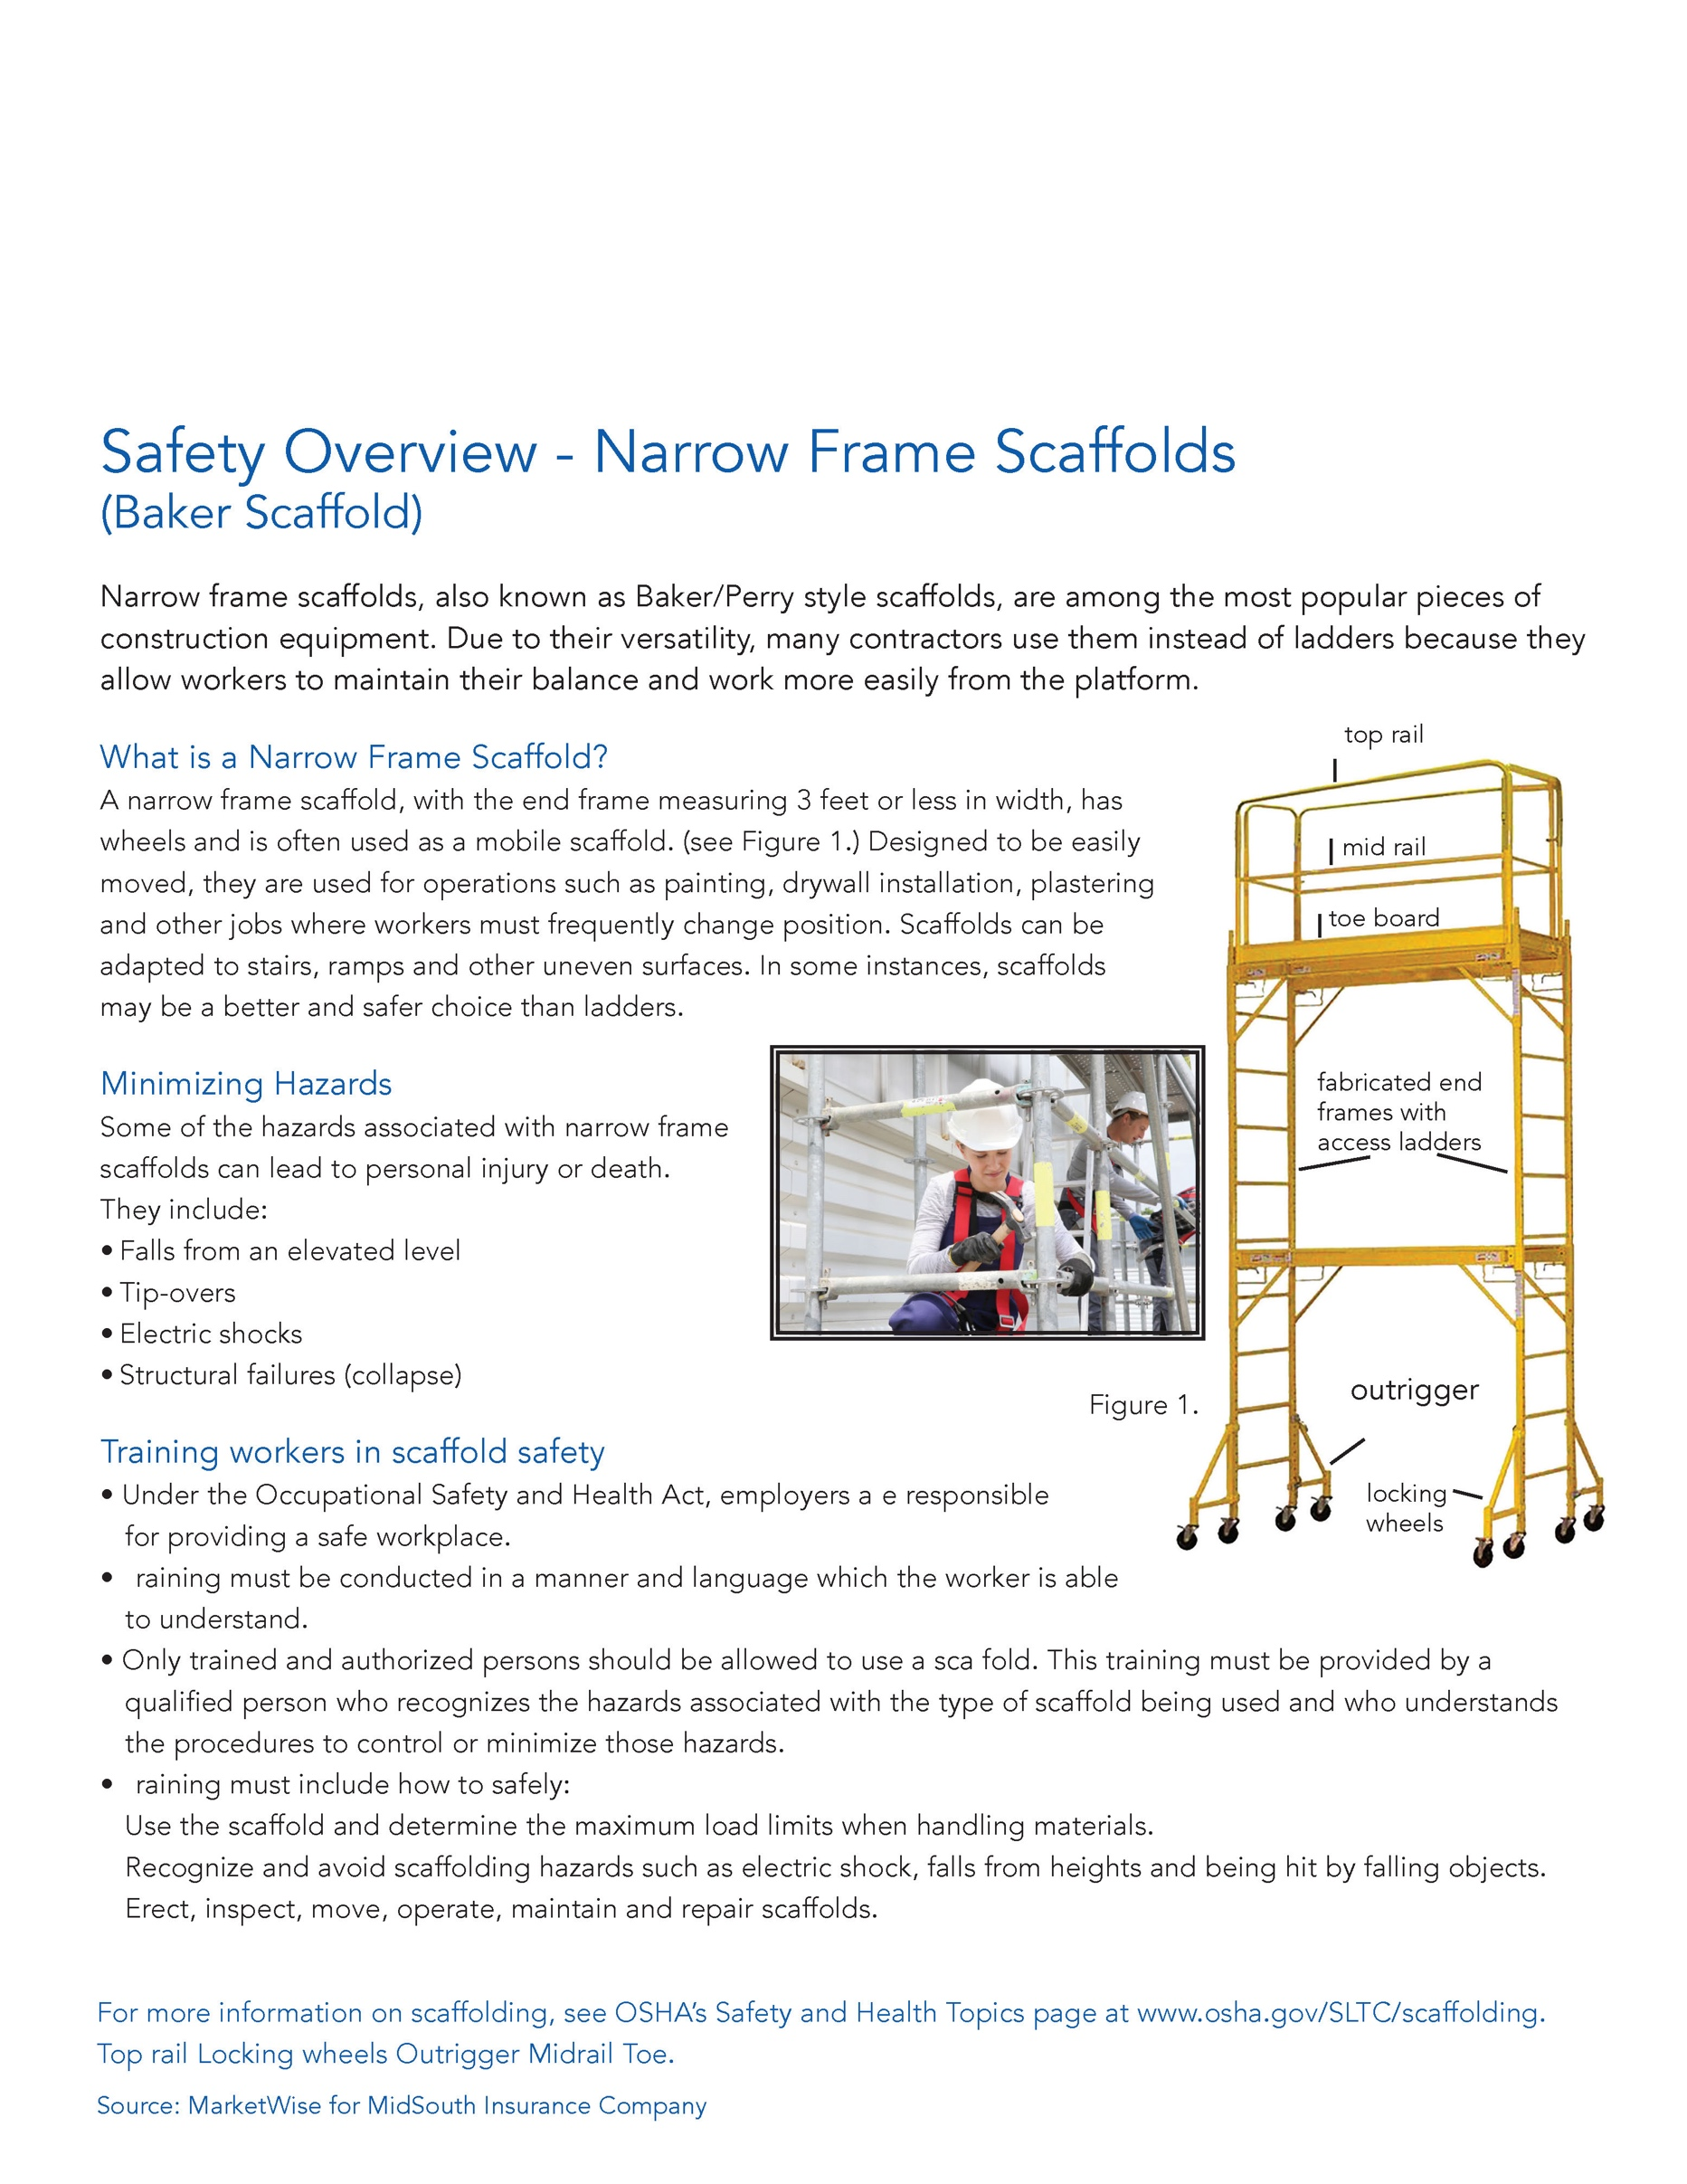 Safety Overview - Narrow Frame Scaffolds
(Baker Scaffold)
Narrow frame scaffolds, also known as Baker/Perry style scaffolds, are among the most popular pieces of
construction equipment. Due to their versatility, many contractors use them instead of ladders because they
allow workers to maintain their balance and work more easily from the platform.
What is a Narrow Frame Scaffold?
A narrow frame scaffold, with the end frame measuring 3 feet or less in width, has
wheels and is often used as a mobile scaffold. (see Figure 1.) Designed to be easily
moved, they are used for operations such as painting, drywall installation, plastering
and other jobs where workers must frequently change position. Scaffolds can be
adapted to stairs, ramps and other uneven surfaces. In some instances, scaffolds
may be a better and safer choice than ladders.
top rail
mid rail
toe board
fabricated end
frames with
access ladders
outrigger
locking
wheels
Figure 1.
Minimizing Hazards
Some of the hazards associated with narrow frame
scaffolds can lead to personal injury or death.
They include:
• Falls from an elevated level
• Tip-overs
• Electric shocks
• Structural failures (collapse)
Training workers in scaffold safety
• Under the Occupational Safety and Health Act, employers a e responsible
for providing a safe workplace.
• raining must be conducted in a manner and language which the worker is able
to understand.
• Only trained and authorized persons should be allowed to use a sca fold. This training must be provided by a
qualified person who recognizes the hazards associated with the type of scaffold being used and who understands
the procedures to control or minimize those hazards.
• raining must include how to safely:
Use the scaffold and determine the maximum load limits when handling materials.
Recognize and avoid scaffolding hazards such as electric shock, falls from heights and being hit by falling objects.
Erect, inspect, move, operate, maintain and repair scaffolds.
For more information on scaffolding, see OSHA's Safety and Health Topics page at www.osha.gov/SLTC/scaffolding.
Top rail Locking wheels Outrigger Midrail Toe.
Source: MarketWise for MidSouth Insurance Company